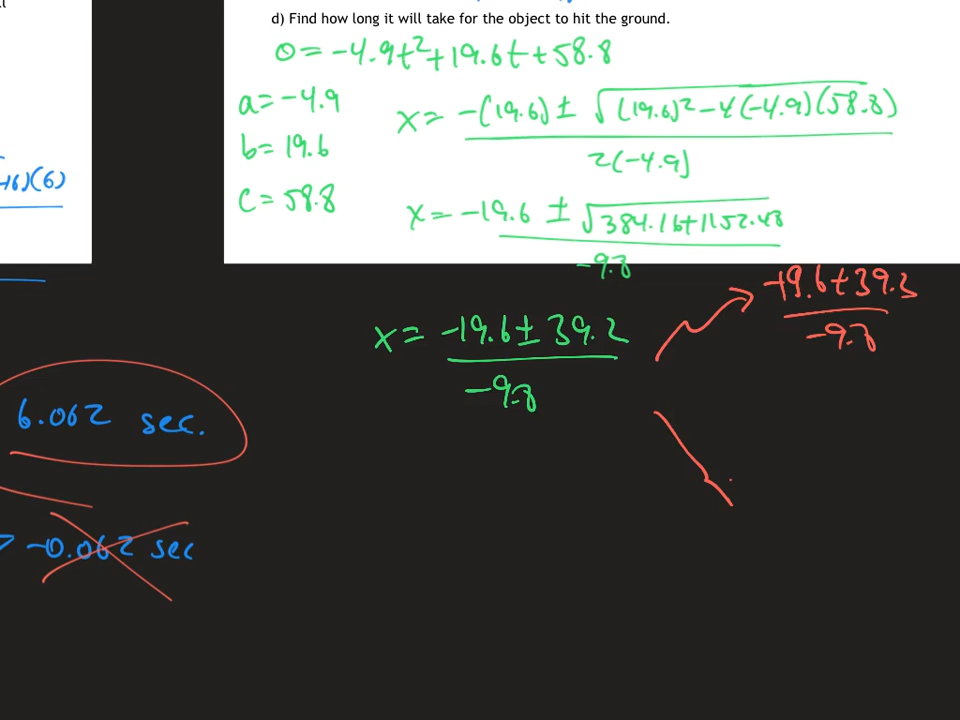 d) Find how long it will take for the object to hit the ground.
0 = -4.9t² + 19.6t + 58.8
a = -4.9
x = -(19.6) ± √(19.6)² - 4(-4.9)(58.8)
b = 19.6
2(-4.9)
-16)(6)
c = 58.8
x = -19.6 ± √384.16+1152.48
-9.8
-19.6+39.2
-9.8
x = -19.6 ± 39.2
-9.8
6.062 sec.
-0.062 sec